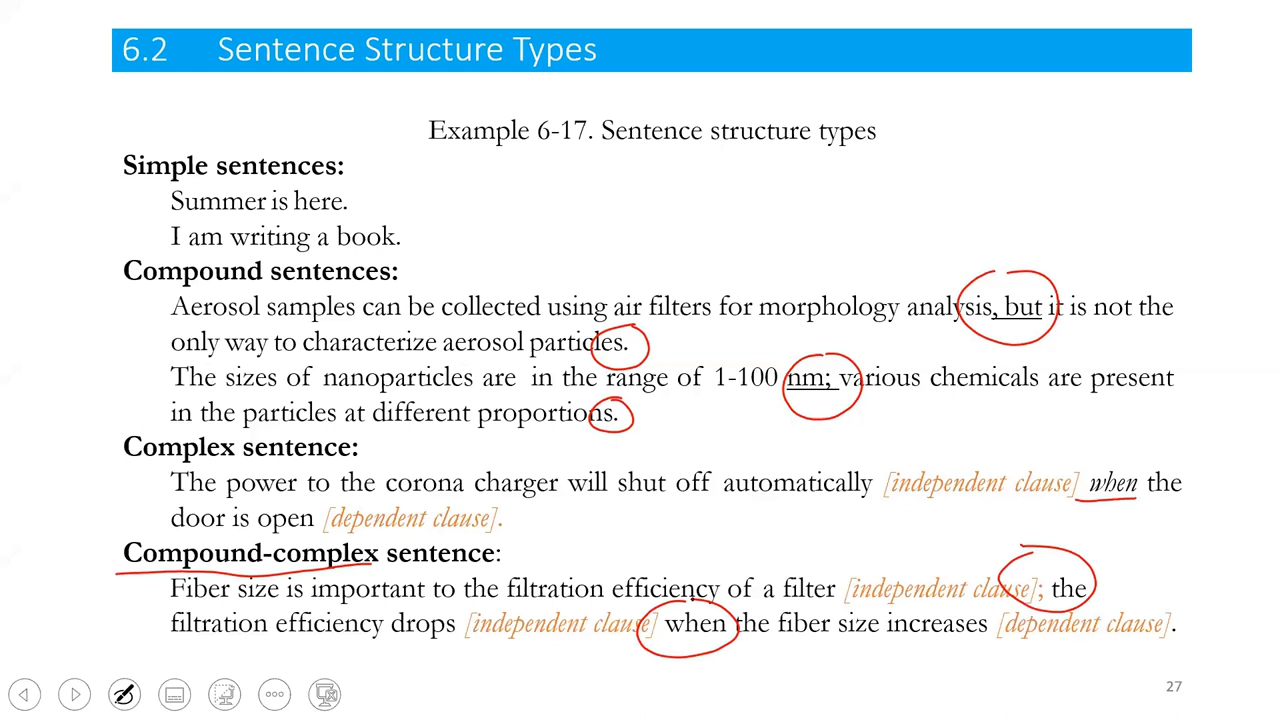 6.2 Sentence Structure Types
Example 6-17. Sentence structure types
Simple sentences:
Summer is here.
I am writing a book.
Compound sentences:
Aerosol samples can be collected using air filters for morphology analysis, but it is not the
only way to characterize aerosol particles.
The sizes of nanoparticles are in the range of 1-100 nm; various chemicals are present
in the particles at different proportions.
Complex sentence:
The power to the corona charger will shut off automatically [independent clause] when the
door is open [dependent clause].
Compound-complex sentence:
Fiber size is important to the filtration efficiency of a filter [independent clause]; the
filtration efficiency drops [independent clause] when the fiber size increases [dependent clause].
27